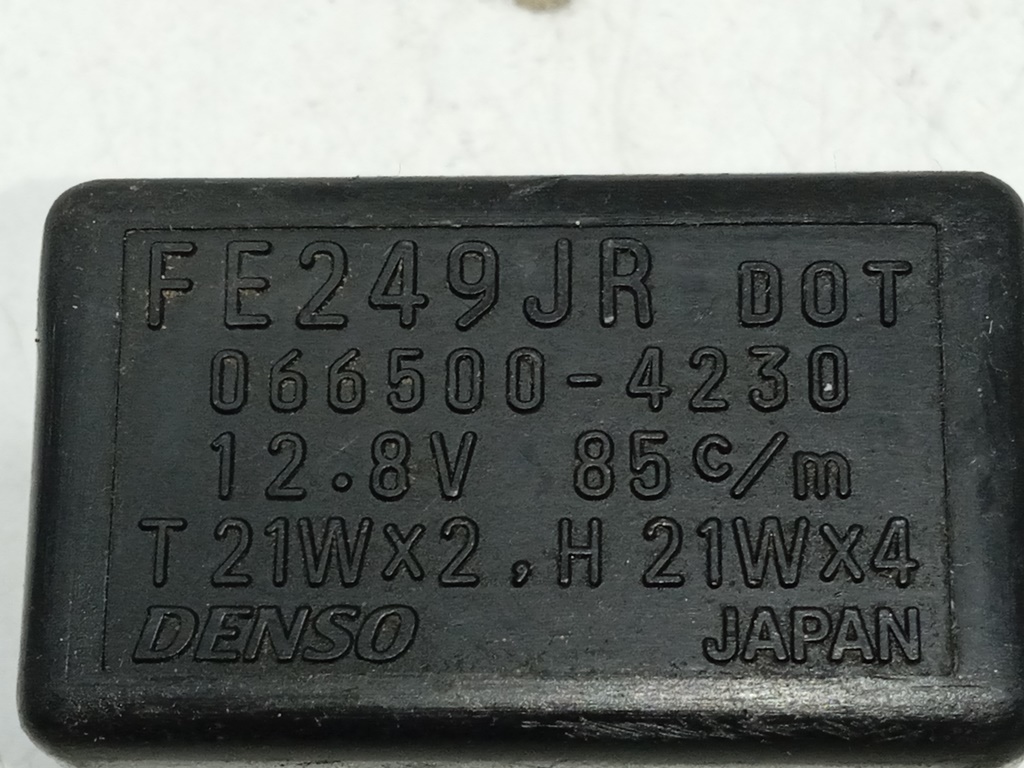 FE249JR DOT
066500-4230
12.8V 85c/m
T 21Wx2, H 21Wx4
DENSO JAPAN